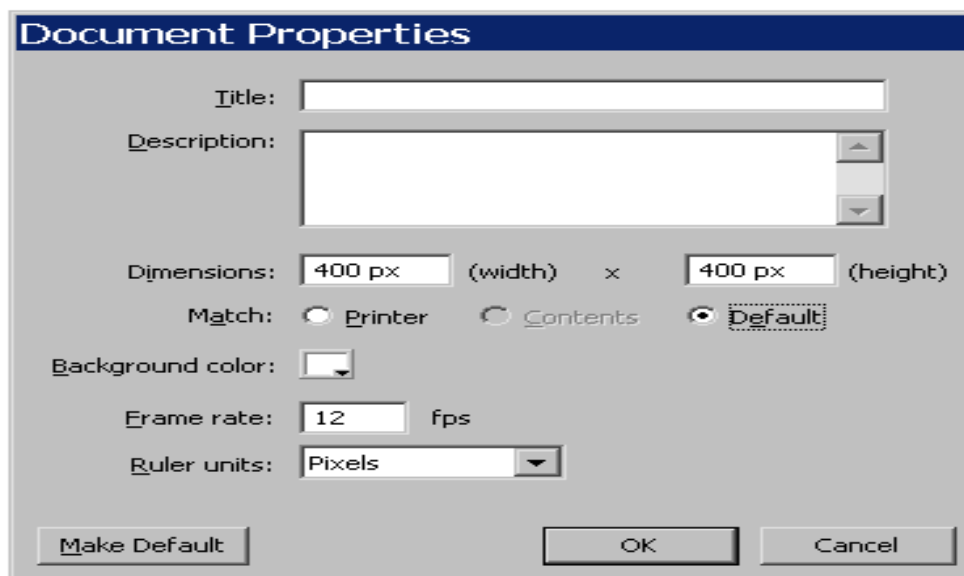 Document Properties
Title:
Description:
Dimensions: 400 px (width) x 400 px (height)
Match: Printer Contents Default
Background color:
Frame rate: 12 fps
Ruler units: Pixels
Make Default OK Cancel